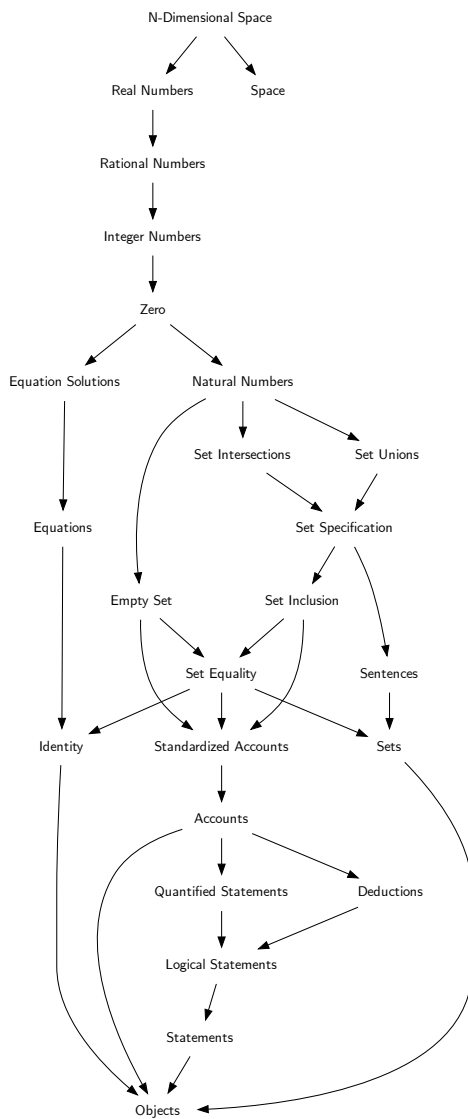 N-Dimensional Space
Real Numbers
Space
Rational Numbers
Integer Numbers
Zero
Equation Solutions
Natural Numbers
Set Intersections
Set Unions
Equations
Set Specification
Empty Set
Set Inclusion
Set Equality
Sentences
Identity
Standardized Accounts
Sets
Accounts
Quantified Statements
Deductions
Logical Statements
Statements
Objects